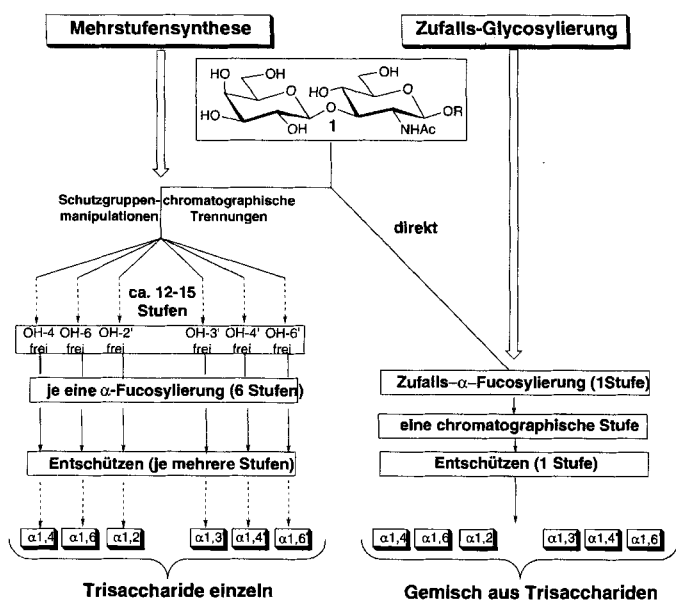 Mehrstufensynthese
Zufalls-Glycosylierung
HO OH
O
HO
OH
O
OH
HO
O
OR
NHAc
1
Schutzgruppen- chromatographische
manipulationen Trennungen
direkt
ca. 12-15
Stufen
OH-4 OH-6 OH-2' OH-3' OH-4' OH-6'
frei frei frei frei frei frei
je eine α-Fucosylierung (6 Stufen)
Entschützen (je mehrere Stufen)
α1,4 α1,6 α1,2 α1,3' α1,4' α1,6'
Trisaccharide einzeln
Zufalls–α–Fucosylierung (1Stufe)
eine chromatographische Stufe
Entschützen (1 Stufe)
α1,4 α1,6 α1,2 α1,3' α1,4' α1,6'
Gemisch aus Trisacchariden